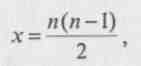 x = n(n−1)/2,